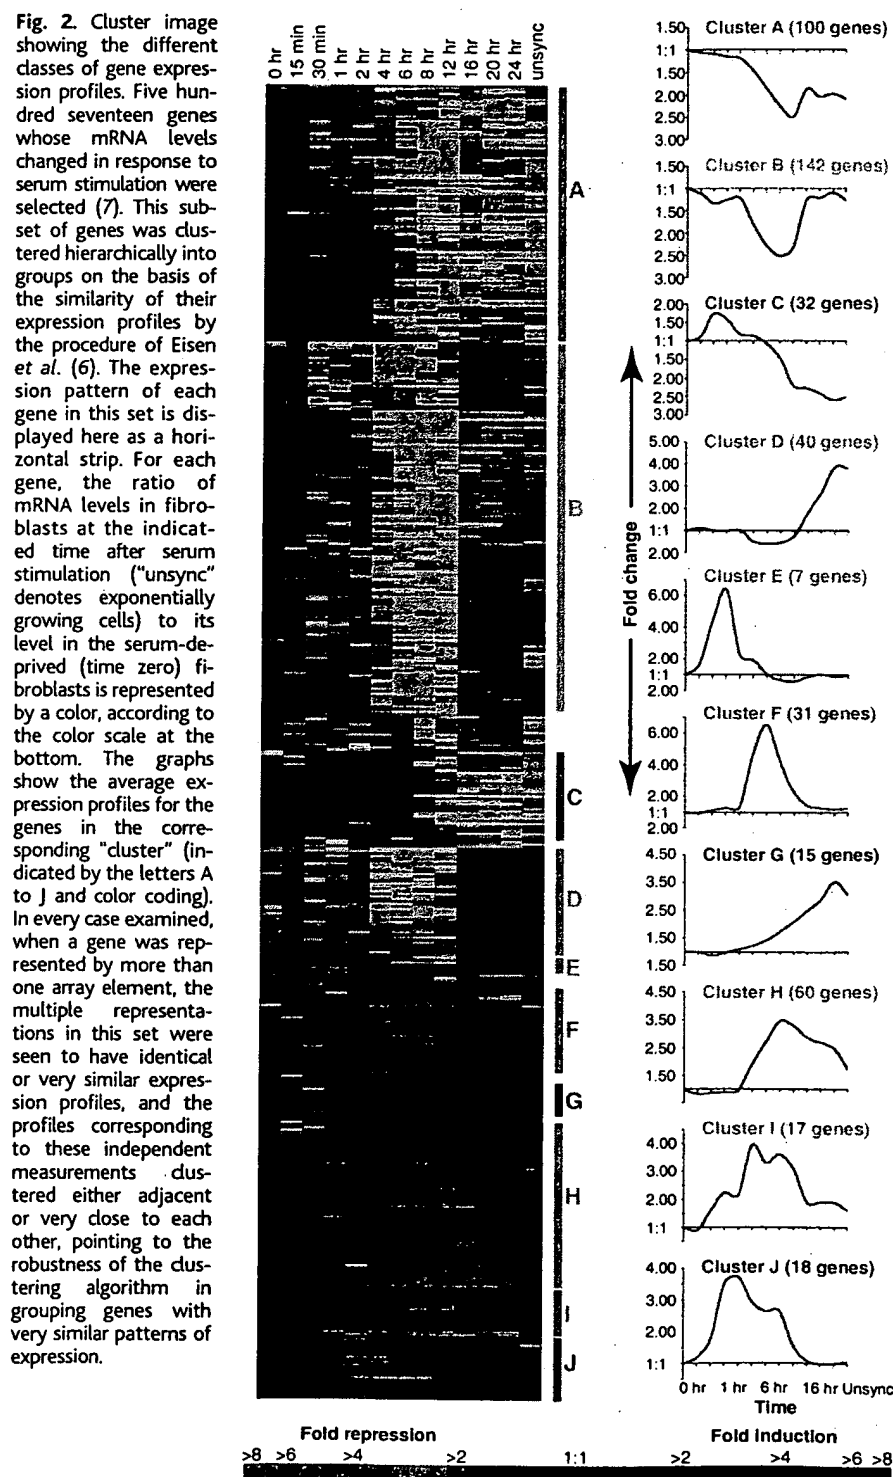 Fig. 2. Cluster image
showing the different
classes of gene expres-
sion profiles. Five hun-
dred seventeen genes
whose mRNA levels
changed in response to
serum stimulation were
selected (7). This sub-
set of genes was clus-
tered hierarchically into
groups on the basis of
the similarity of their
expression profiles by
the procedure of Eisen
et al. (6). The expres-
sion pattern of each
gene in this set is dis-
played here as a hori-
zontal strip. For each
gene, the ratio of
mRNA levels in fibro-
blasts at the indicat-
ed time after serum
stimulation ("unsync"
denotes exponentially
growing cells) to its
level in the serum-de-
prived (time zero) fi-
broblasts is represented
by a color, according to
the color scale at the
bottom. The graphs
show the average ex-
pression profiles for the
genes in the corre-
sponding "cluster" (in-
dicated by the letters A
to J and color coding).
In every case examined,
when a gene was rep-
resented by more than
one array element, the
multiple representa-
tions in this set were
seen to have identical
or very similar expres-
sion profiles, and the
profiles corresponding
to these independent
measurements clus-
tered either adjacent
or very close to each
other, pointing to the
robustness of the clus-
tering algorithm in
grouping genes with
very similar patterns of
expression.
0 hr
15 min
30 min
1 hr
2 hr
4 hr
6 hr
8 hr
12 hr
16 hr
20 hr
24 hr
unsync
A
B
C
D
E
F
G
H
I
J
Fold change
Cluster A (100 genes)
1.50
1:1
1.50
2.00
2.50
3.00
Cluster B (142 genes)
1.50
1:1
1.50
2.00
2.50
3.00
Cluster C (32 genes)
2.00
1.50
1:1
1.50
2.00
2.50
3.00
Cluster D (40 genes)
5.00
4.00
3.00
2.00
1:1
2.00
Cluster E (7 genes)
6.00
4.00
2.00
1:1
2.00
Cluster F (31 genes)
6.00
4.00
2.00
1:1
2.00
Cluster G (15 genes)
4.50
3.50
2.50
1.50
1.50
Cluster H (60 genes)
4.50
3.50
2.50
1.50
Cluster I (17 genes)
4.00
3.00
2.00
1:1
Cluster J (18 genes)
4.00
3.00
2.00
1:1
0 hr 1 hr 6 hr 16 hr Unsync
Time
Fold repression Fold induction
>8 >6 >4 >2 1:1 >2 >4 >6 >8